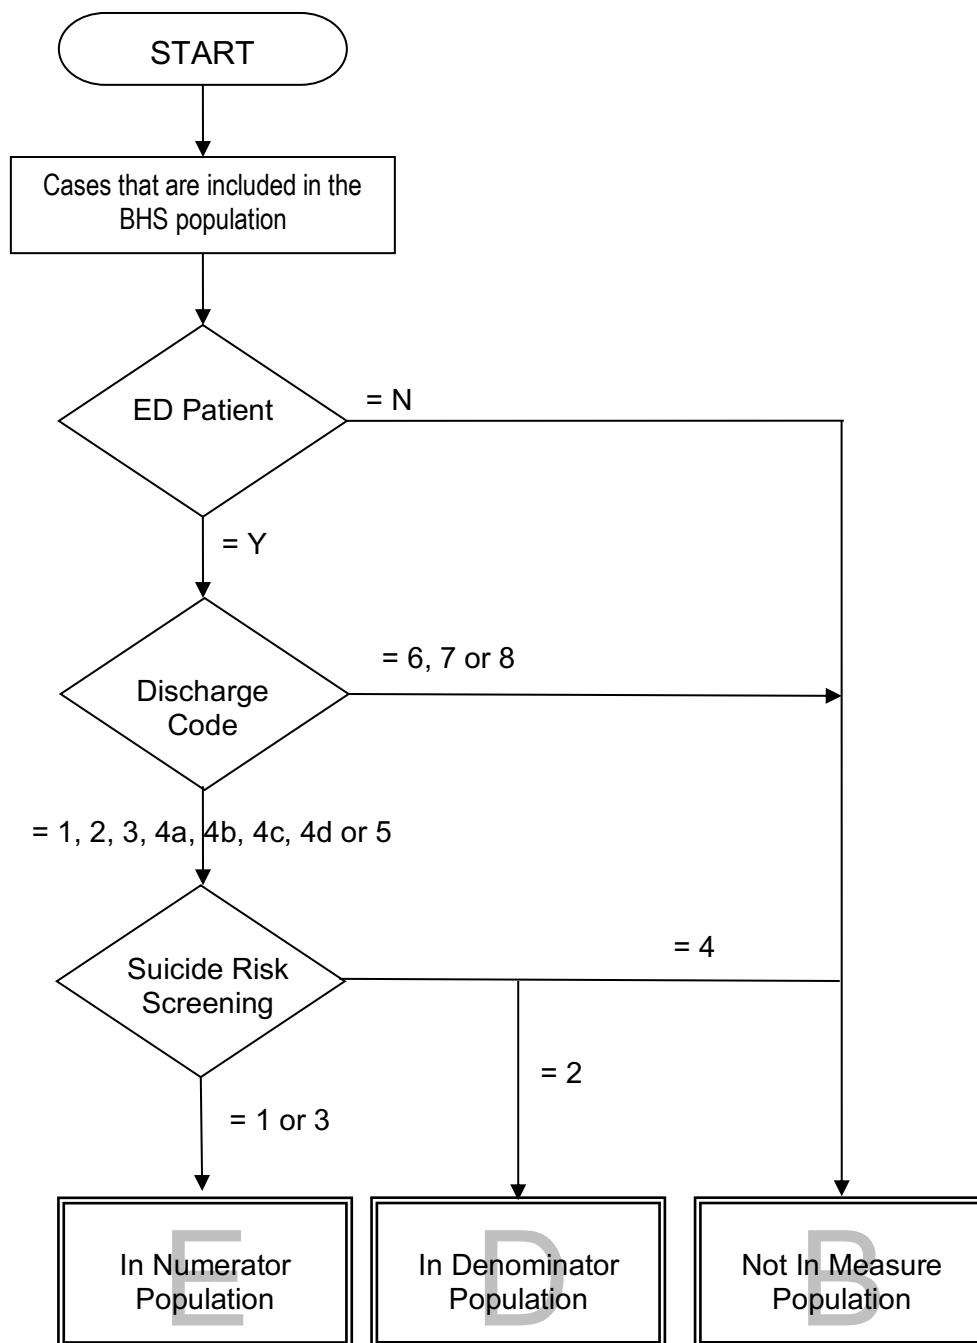 START
Cases that are included in the
BHS population
ED Patient
= N
= Y
= 6, 7 or 8
Discharge
Code
= 1, 2, 3, 4a, 4b, 4c, 4d or 5
= 4
Suicide Risk
Screening
= 2
= 1 or 3
E
In Numerator
Population
D
In Denominator
Population
B
Not In Measure
Population